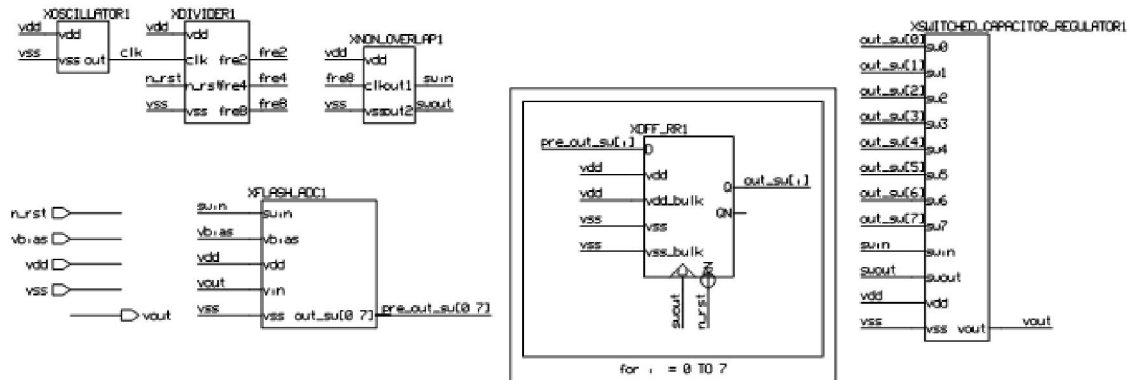 XOSCILLATOR1
vdd
vdd
vss
vss out
clk
XDIVIDER1
vdd
vdd
clk fre2
fre2
n_rst
n_rst fre4
fre4
vss
vss fre8
fre8
XNON_OVERLAP1
vdd
vdd
fre8
clkout1
swin
vss
vssout2
swout
XFLASH_ADC1
swin
swin
vbias
vbias
vdd
vdd
vout
vin
vss
vss out_sw[0 7]
pre_out_sw[0 7]
n_rst
vbias
vdd
vss
vout
XDFF_RR1
pre_out_sw[i]
D
vdd
vdd
vdd
vdd_bulk
vss
vss
vss
vss_bulk
Q
out_sw[i]
QN
RN
swout
n_rst
for i = 0 TO 7
XSWITCHED_CAPACITOR_REGULATOR1
out_sw[0]
sw0
out_sw[1]
sw1
out_sw[2]
sw2
out_sw[3]
sw3
out_sw[4]
sw4
out_sw[5]
sw5
out_sw[6]
sw6
out_sw[7]
sw7
swin
swin
swout
swout
vdd
vdd
vss
vss vout
vout